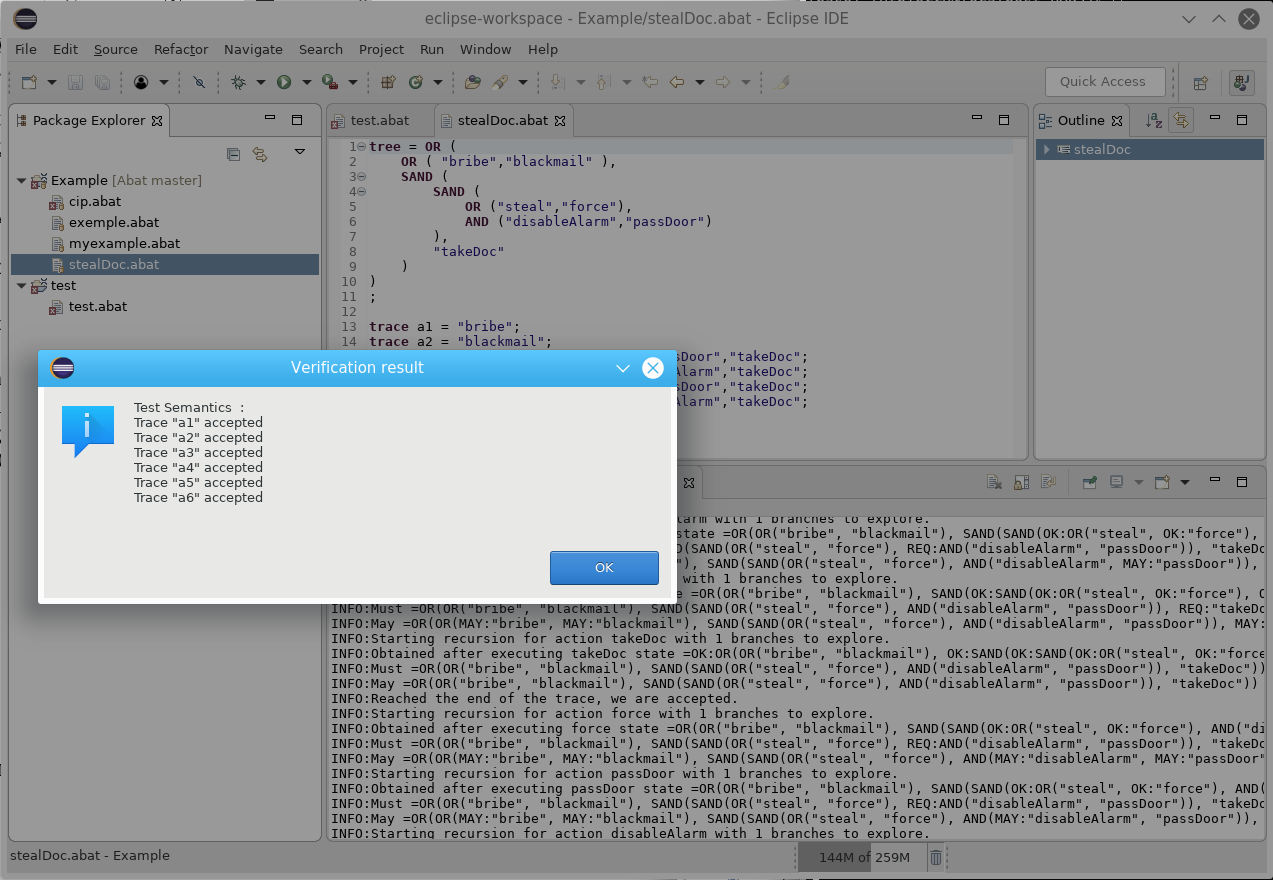 eclipse-workspace - Example/stealDoc.abat - Eclipse IDE
File Edit Source Refactor Navigate Search Project Run Window Help
Quick Access
Package Explorer
Example [Abat master]
cip.abat
exemple.abat
myexample.abat
stealDoc.abat
test
test.abat
test.abat stealDoc.abat
1 tree = OR (
2 OR ( "bribe","blackmail" ),
3 SAND (
4 SAND (
5 OR ("steal","force"),
6 AND ("disableAlarm","passDoor")
7 ),
8 "takeDoc"
9 )
10 )
11 ;
12
13 trace a1 = "bribe";
14 trace a2 = "blackmail";
sDoor","takeDoc";
Alarm","takeDoc";
sDoor","takeDoc";
Alarm","takeDoc";
Outline
stealDoc
Verification result
Test Semantics :
Trace "a1" accepted
Trace "a2" accepted
Trace "a3" accepted
Trace "a4" accepted
Trace "a5" accepted
Trace "a6" accepted
OK
larm with 1 branches to explore.
state =OR(OR("bribe", "blackmail"), SAND(SAND(OK:OR("steal", OK:"force"),
D(SAND(OR("steal", "force"), REQ:AND("disableAlarm", "passDoor")), "takeDo
"), SAND(SAND(OR("steal", "force"), AND("disableAlarm", MAY:"passDoor")),
with 1 branches to explore.
e =OR(OR("bribe", "blackmail"), SAND(OK:SAND(OK:OR("steal", OK:"force"), O
INFO:Must =OR(OR("bribe", "blackmail"), SAND(SAND(OR("steal", "force"), AND("disableAlarm", "passDoor")), REQ:"takeDo
INFO:May =OR(OR(MAY:"bribe", MAY:"blackmail"), SAND(SAND(OR("steal", "force"), AND("disableAlarm", "passDoor")), MAY:
INFO:Starting recursion for action takeDoc with 1 branches to explore.
INFO:Obtained after executing takeDoc state =OK:OR(OR("bribe", "blackmail"), OK:SAND(OK:SAND(OK:OR("steal", OK:"force
INFO:Must =OR(OR("bribe", "blackmail"), SAND(SAND(OR("steal", "force"), AND("disableAlarm", "passDoor")), "takeDoc"))
INFO:May =OR(OR("bribe", "blackmail"), SAND(SAND(OR("steal", "force"), AND("disableAlarm", "passDoor")), "takeDoc"))
INFO:Reached the end of the trace, we are accepted.
INFO:Starting recursion for action force with 1 branches to explore.
INFO:Obtained after executing force state =OR(OR("bribe", "blackmail"), SAND(SAND(OK:OR("steal", OK:"force"), AND("di
INFO:Must =OR(OR("bribe", "blackmail"), SAND(SAND(OR("steal", "force"), REQ:AND("disableAlarm", "passDoor")), "takeDo
INFO:May =OR(OR(MAY:"bribe", MAY:"blackmail"), SAND(SAND(OR("steal", "force"), AND(MAY:"disableAlarm", MAY:"passDoor"
INFO:Starting recursion for action passDoor with 1 branches to explore.
INFO:Obtained after executing passDoor state =OR(OR("bribe", "blackmail"), SAND(SAND(OK:OR("steal", OK:"force"), AND(
INFO:Must =OR(OR("bribe", "blackmail"), SAND(SAND(OR("steal", "force"), REQ:AND("disableAlarm", "passDoor")), "takeDo
INFO:May =OR(OR(MAY:"bribe", MAY:"blackmail"), SAND(SAND(OR("steal", "force"), AND(MAY:"disableAlarm", "passDoor")),
INFO:Starting recursion for action disableAlarm with 1 branches to explore.
stealDoc.abat - Example
144M of 259M